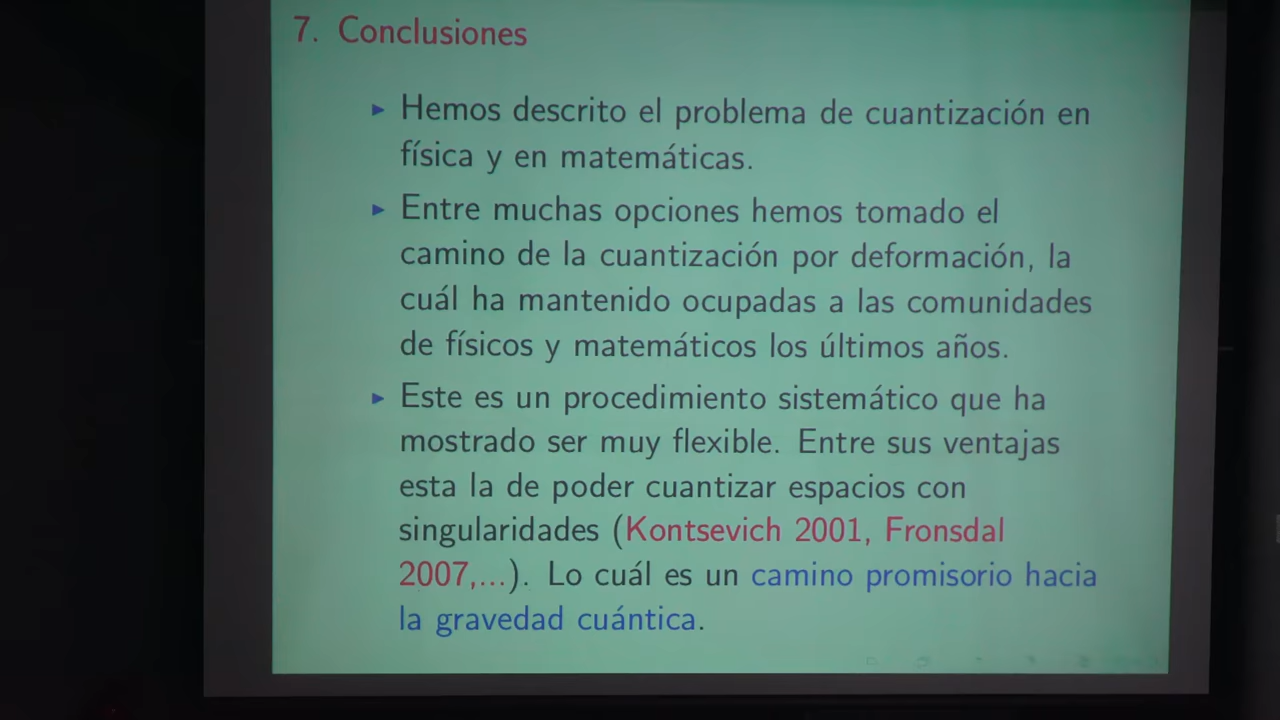 7. Conclusiones
▸ Hemos descrito el problema de cuantización en
física y en matemáticas.
▸ Entre muchas opciones hemos tomado el
camino de la cuantización por deformación, la
cuál ha mantenido ocupadas a las comunidades
de físicos y matemáticos los últimos años.
▸ Este es un procedimiento sistemático que ha
mostrado ser muy flexible. Entre sus ventajas
esta la de poder cuantizar espacios con
singularidades (Kontsevich 2001, Fronsdal
2007,...). Lo cuál es un camino promisorio hacia
la gravedad cuántica.